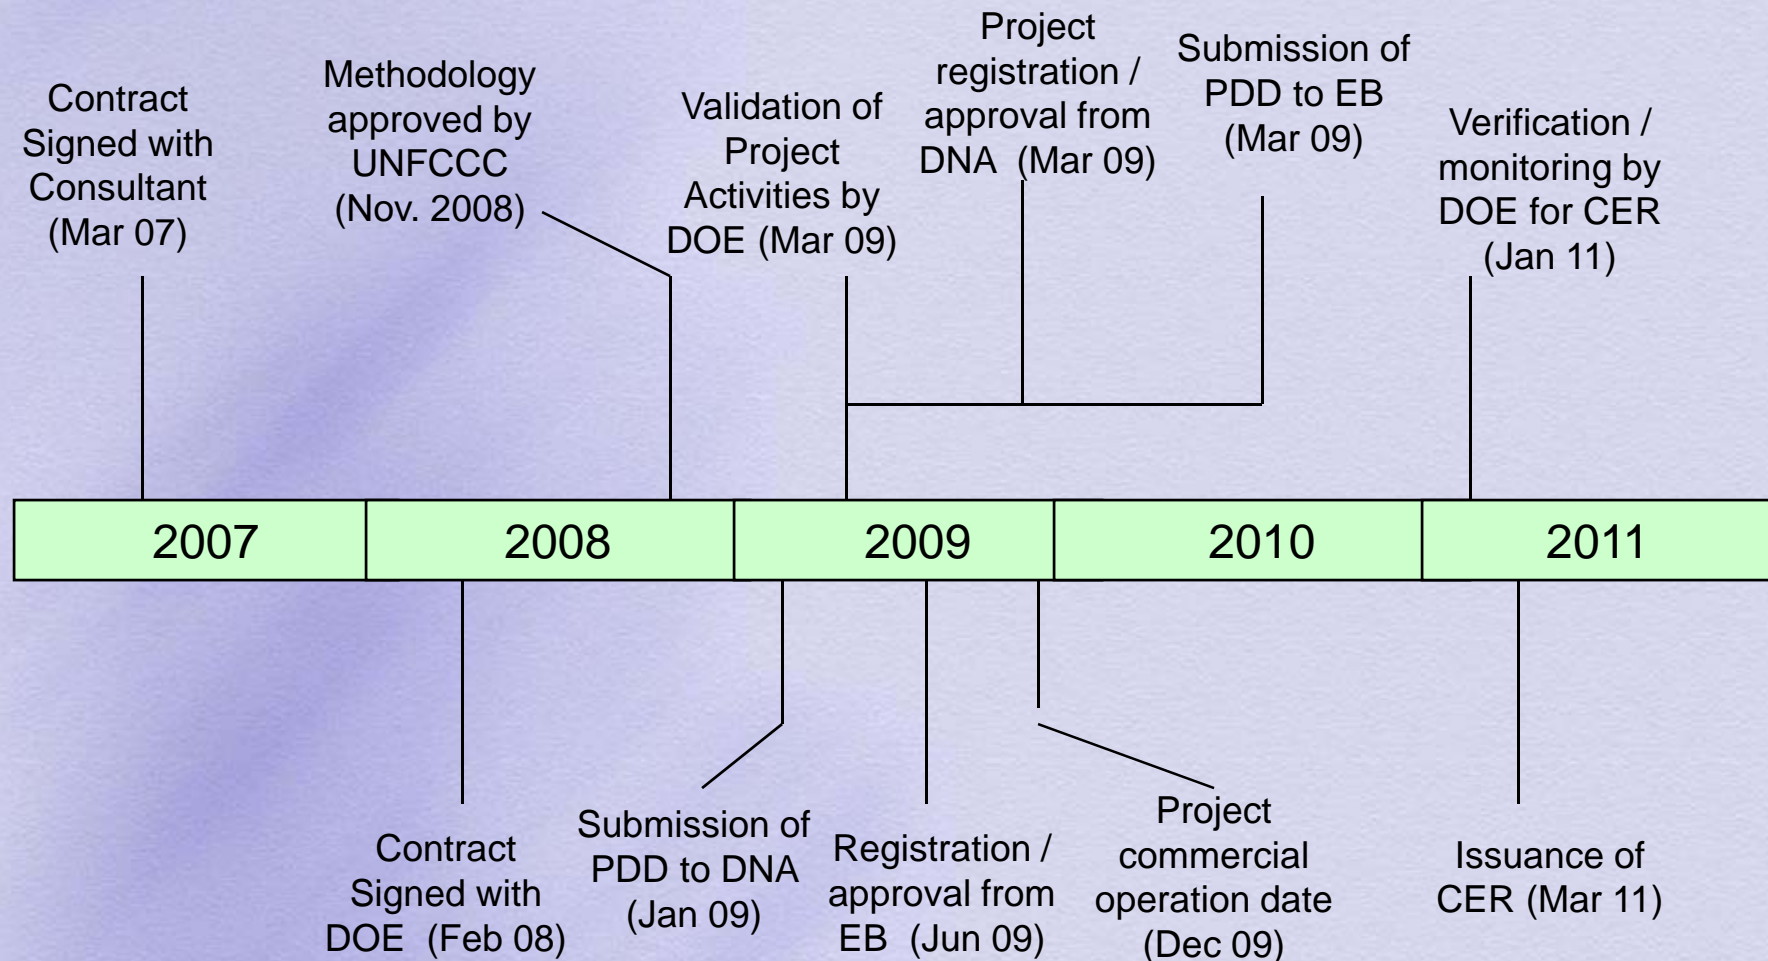 Contract
Signed with
Consultant
(Mar 07)
Methodology
approved by
UNFCCC
(Nov. 2008)
Validation of
Project
Activities by
DOE (Mar 09)
Project
registration /
approval from
DNA (Mar 09)
Submission of
PDD to EB
(Mar 09)
Verification /
monitoring by
DOE for CER
(Jan 11)
2007
2008
2009
2010
2011
Contract
Signed with
DOE (Feb 08)
Submission of
PDD to DNA
(Jan 09)
Registration /
approval from
EB (Jun 09)
Project
commercial
operation date
(Dec 09)
Issuance of
CER (Mar 11)